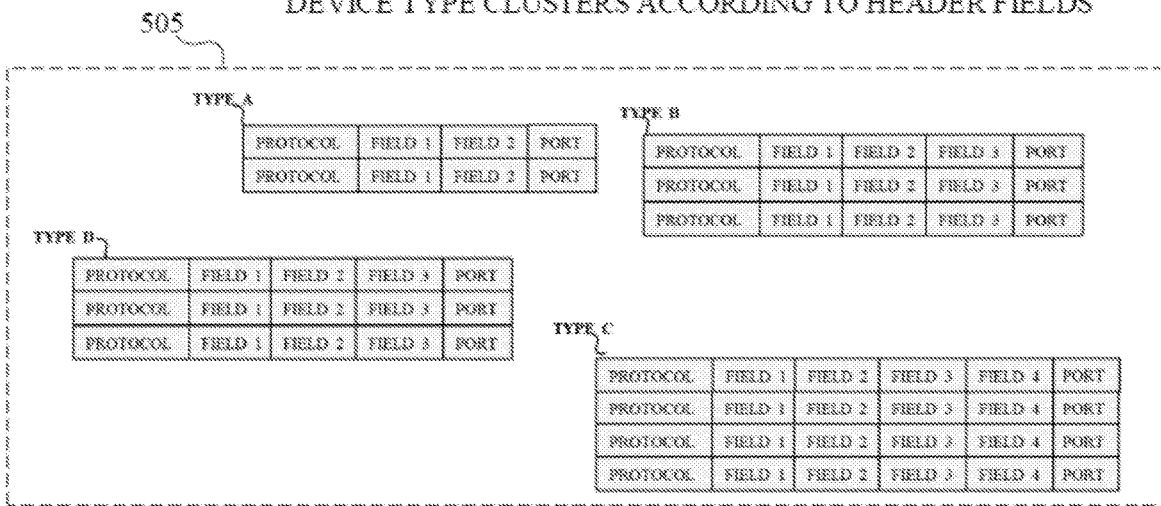 DEVICE TYPE CLUSTERS ACCORDING TO HEADER FIELDS
505
TYPE A
PROTOCOL FIELD 1 FIELD 2 PORT
PROTOCOL FIELD 1 FIELD 2 PORT
TYPE B
PROTOCOL FIELD 1 FIELD 2 FIELD 3 PORT
PROTOCOL FIELD 1 FIELD 2 FIELD 3 PORT
PROTOCOL FIELD 1 FIELD 2 FIELD 3 PORT
TYPE D
PROTOCOL FIELD 1 FIELD 2 FIELD 3 PORT
PROTOCOL FIELD 1 FIELD 2 FIELD 3 PORT
PROTOCOL FIELD 1 FIELD 2 FIELD 3 PORT
TYPE C
PROTOCOL FIELD 1 FIELD 2 FIELD 3 FIELD 4 PORT
PROTOCOL FIELD 1 FIELD 2 FIELD 3 FIELD 4 PORT
PROTOCOL FIELD 1 FIELD 2 FIELD 3 FIELD 4 PORT
PROTOCOL FIELD 1 FIELD 2 FIELD 3 FIELD 4 PORT